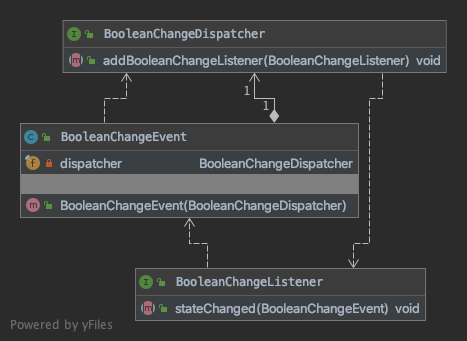 BooleanChangeDispatcher
addBooleanChangeListener(BooleanChangeListener) void
1
1
BooleanChangeEvent
dispatcher BooleanChangeDispatcher
BooleanChangeEvent(BooleanChangeDispatcher)
BooleanChangeListener
stateChanged(BooleanChangeEvent) void
Powered by yFiles